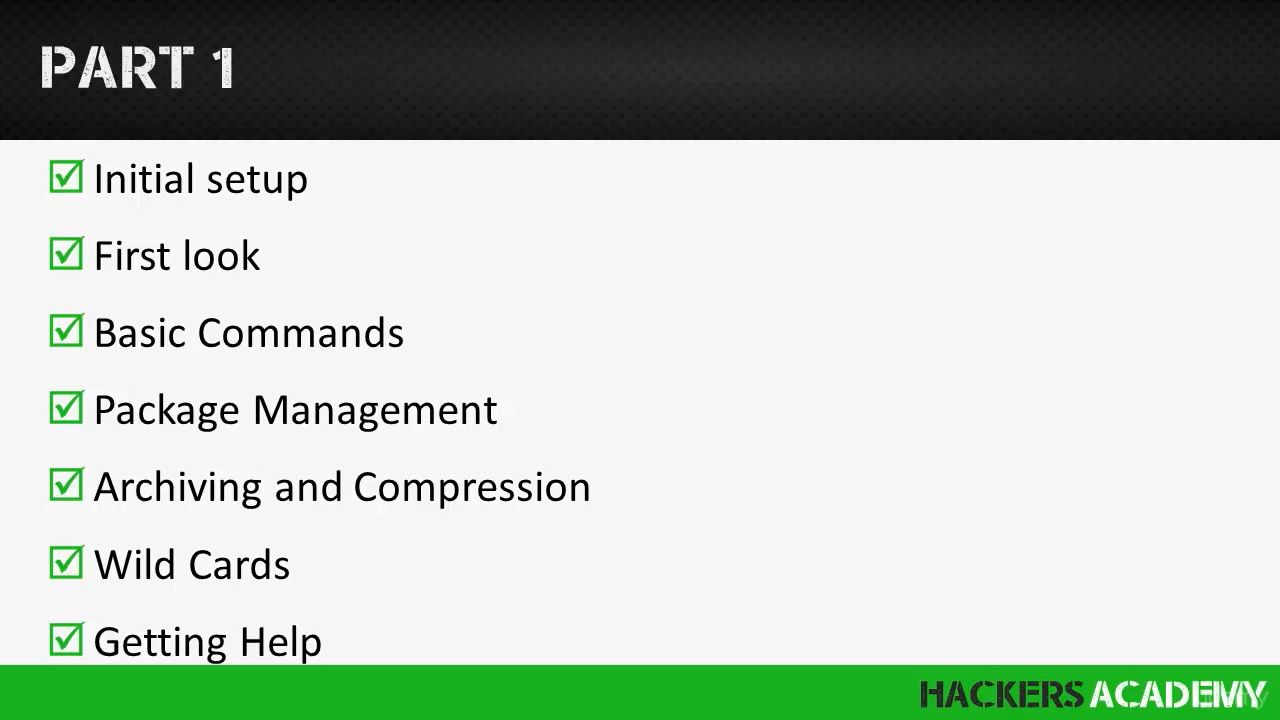 PART 1
Initial setup
First look
Basic Commands
Package Management
Archiving and Compression
Wild Cards
Getting Help
HACKERS ACADEMY